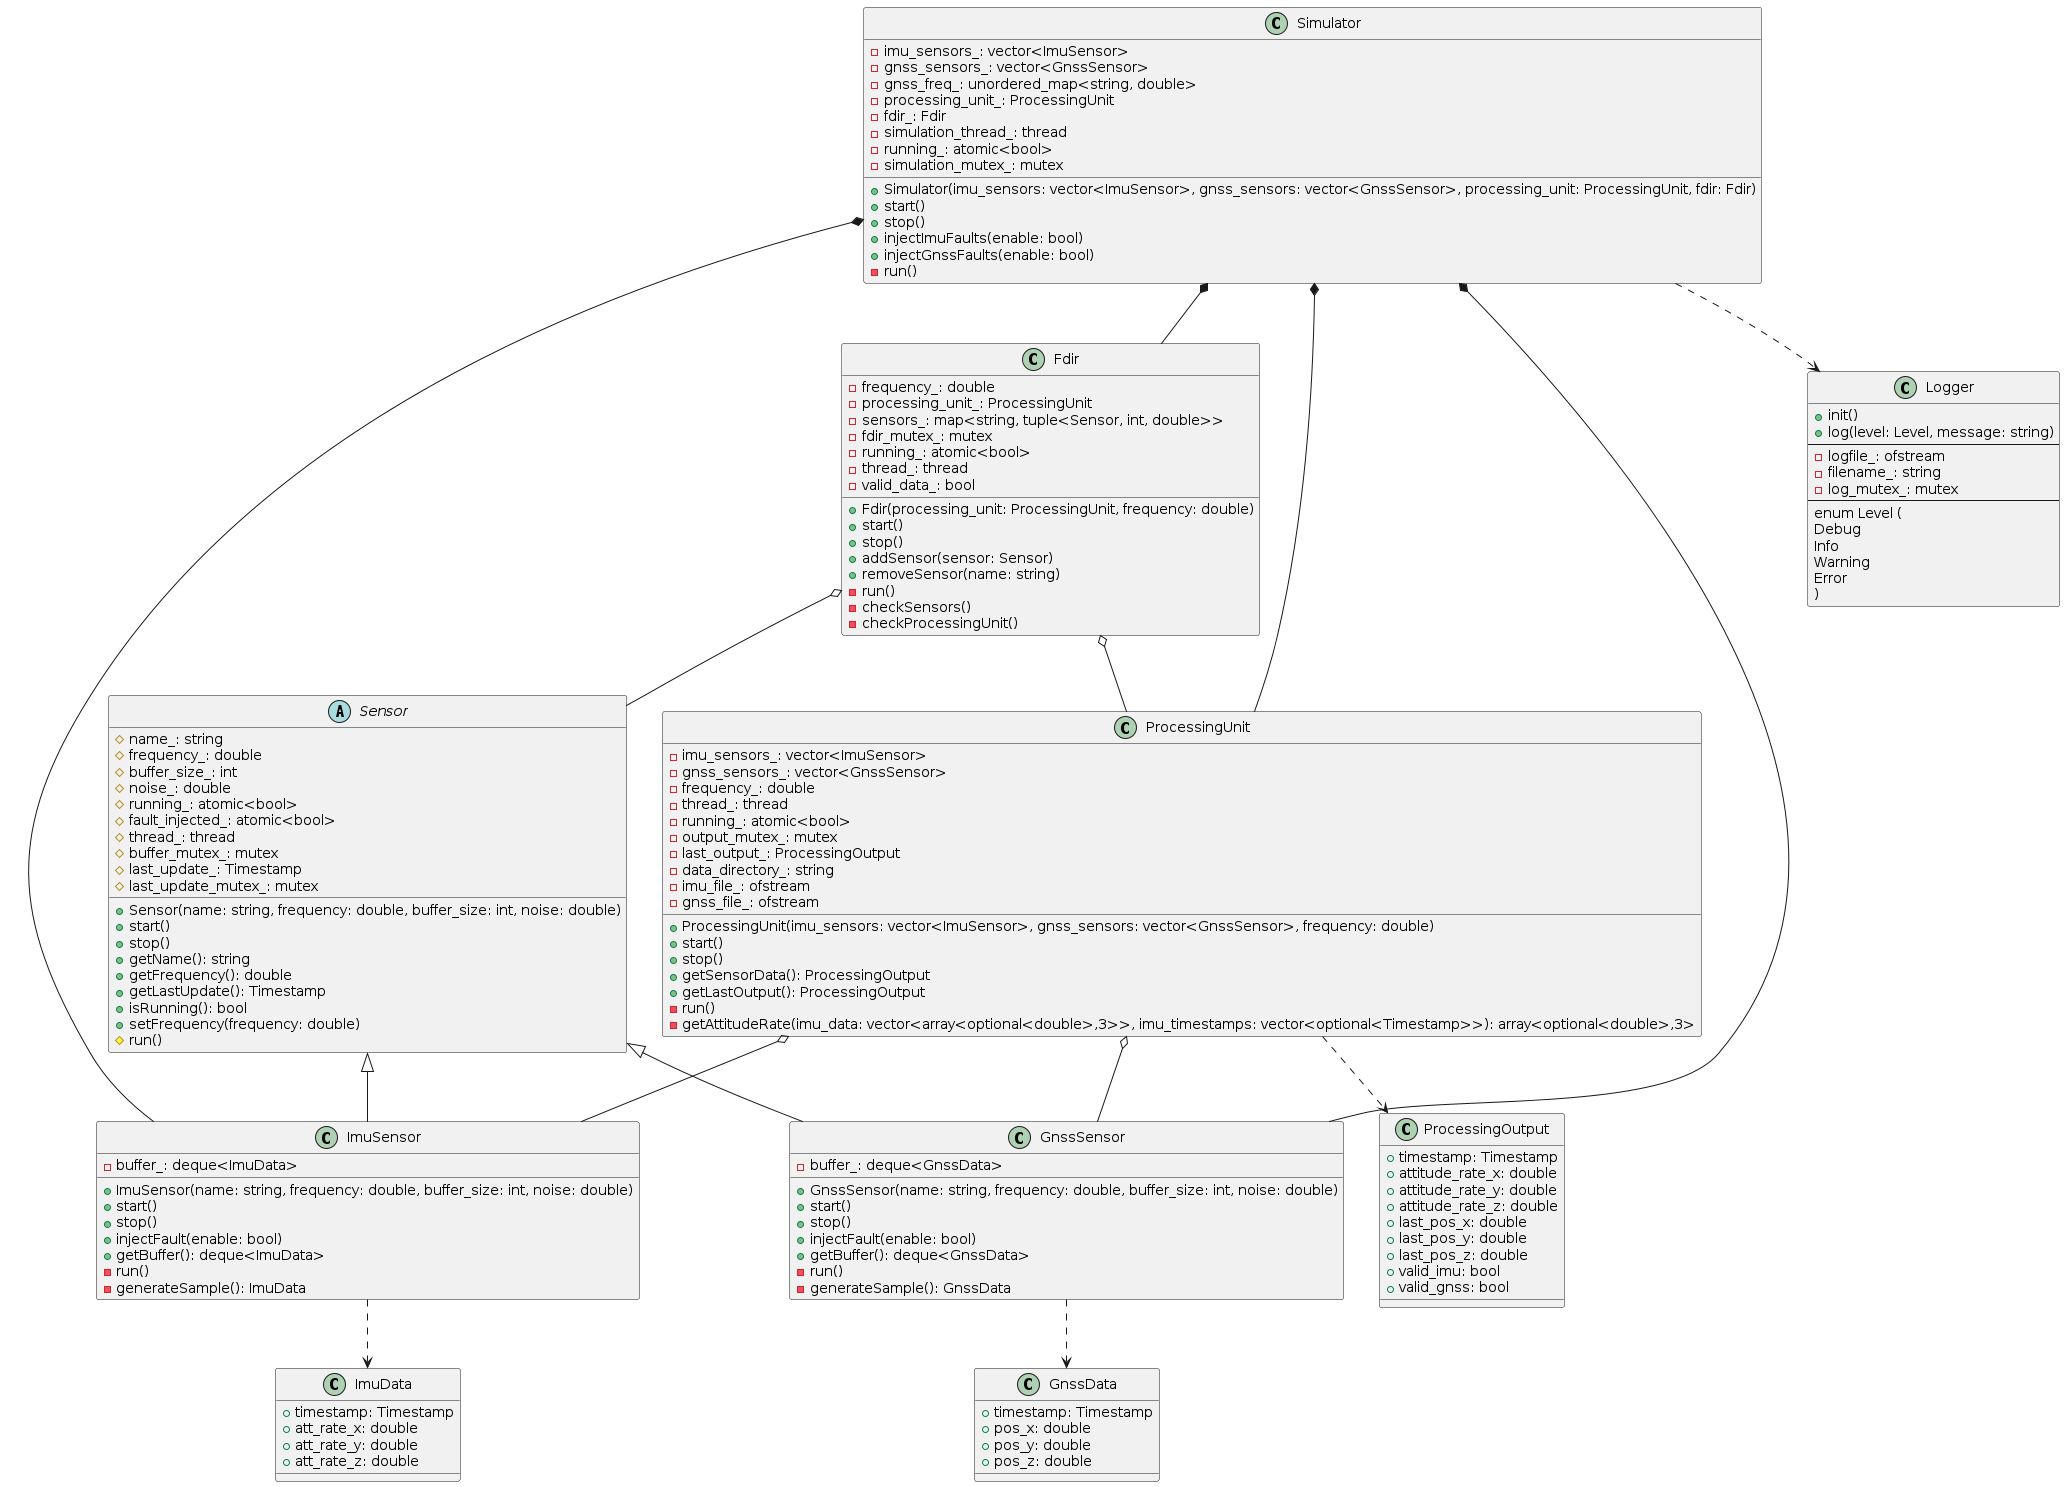 C Simulator
imu_sensors_: vector<ImuSensor>
gnss_sensors_: vector<GnssSensor>
gnss_freq_: unordered_map<string, double>
processing_unit_: ProcessingUnit
fdir_: Fdir
simulation_thread_: thread
running_: atomic<bool>
simulation_mutex_: mutex
Simulator(imu_sensors: vector<ImuSensor>, gnss_sensors: vector<GnssSensor>, processing_unit: ProcessingUnit, fdir: Fdir)
start()
stop()
injectImuFaults(enable: bool)
injectGnssFaults(enable: bool)
run()
C Fdir
frequency_: double
processing_unit_: ProcessingUnit
sensors_: map<string, tuple<Sensor, int, double>>
fdir_mutex_: mutex
running_: atomic<bool>
thread_: thread
valid_data_: bool
Fdir(processing_unit: ProcessingUnit, frequency: double)
start()
stop()
addSensor(sensor: Sensor)
removeSensor(name: string)
run()
checkSensors()
checkProcessingUnit()
C Logger
init()
log(level: Level, message: string)
logfile_: ofstream
filename_: string
log_mutex_: mutex
enum Level (
Debug
Info
Warning
Error
)
A Sensor
name_: string
frequency_: double
buffer_size_: int
noise_: double
running_: atomic<bool>
fault_injected_: atomic<bool>
thread_: thread
buffer_mutex_: mutex
last_update_: Timestamp
last_update_mutex_: mutex
Sensor(name: string, frequency: double, buffer_size: int, noise: double)
start()
stop()
getName(): string
getFrequency(): double
getLastUpdate(): Timestamp
isRunning(): bool
setFrequency(frequency: double)
run()
C ProcessingUnit
imu_sensors_: vector<ImuSensor>
gnss_sensors_: vector<GnssSensor>
frequency_: double
thread_: thread
running_: atomic<bool>
output_mutex_: mutex
last_output_: ProcessingOutput
data_directory_: string
imu_file_: ofstream
gnss_file_: ofstream
ProcessingUnit(imu_sensors: vector<ImuSensor>, gnss_sensors: vector<GnssSensor>, frequency: double)
start()
stop()
getSensorData(): ProcessingOutput
getLastOutput(): ProcessingOutput
run()
getAttitudeRate(imu_data: vector<array<optional<double>,3>>, imu_timestamps: vector<optional<Timestamp>>): array<optional<double>,3>
C ImuSensor
buffer_: deque<ImuData>
ImuSensor(name: string, frequency: double, buffer_size: int, noise: double)
start()
stop()
injectFault(enable: bool)
getBuffer(): deque<ImuData>
run()
generateSample(): ImuData
C GnssSensor
buffer_: deque<GnssData>
GnssSensor(name: string, frequency: double, buffer_size: int, noise: double)
start()
stop()
injectFault(enable: bool)
getBuffer(): deque<GnssData>
run()
generateSample(): GnssData
C ProcessingOutput
timestamp: Timestamp
attitude_rate_x: double
attitude_rate_y: double
attitude_rate_z: double
last_pos_x: double
last_pos_y: double
last_pos_z: double
valid_imu: bool
valid_gnss: bool
C ImuData
timestamp: Timestamp
att_rate_x: double
att_rate_y: double
att_rate_z: double
C GnssData
timestamp: Timestamp
pos_x: double
pos_y: double
pos_z: double